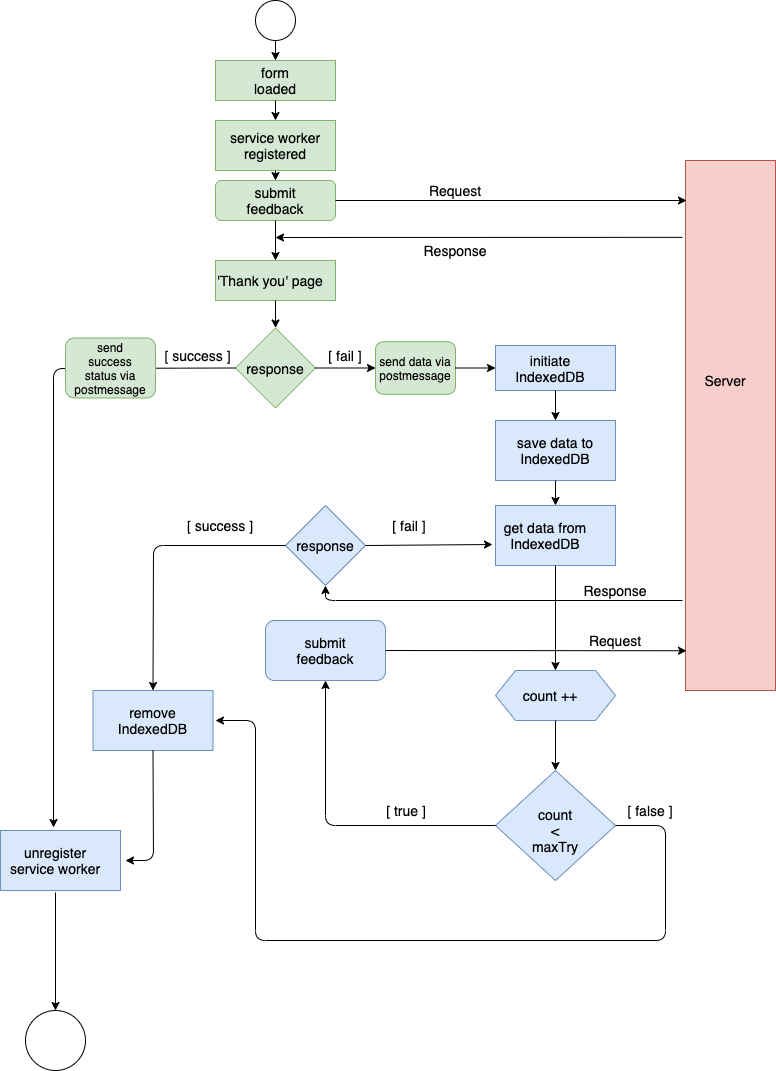 form
loaded
service worker
registered
submit
feedback
Request
Response
'Thank you' page
send
success
status via
postmessage
[ success ]
response
[ fail ]
send data via
postmessage
initiate
IndexedDB
Server
save data to
IndexedDB
[ success ]
response
[ fail ]
get data from
IndexedDB
Response
submit
feedback
Request
count ++
remove
IndexedDB
[ true ]
count
<
maxTry
[ false ]
unregister
service worker